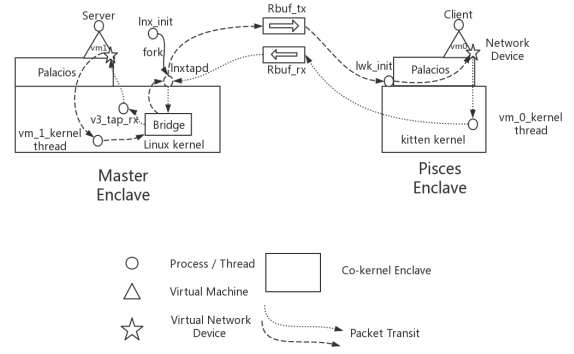 Server
lnx_init
Rbuf_tx
Client
fork
vm1
vm0
Network
Device
Palacios
lnxtapd
Rbuf_rx
lwk_init
Palacios
v3_tap_rx
Bridge
vm_1_kernel
thread
Linux kernel
kitten kernel
vm_0_kernel
thread
Master
Enclave
Pisces
Enclave
Process / Thread
Co-kernel Enclave
Virtual Machine
Virtual Network
Device
Packet Transit